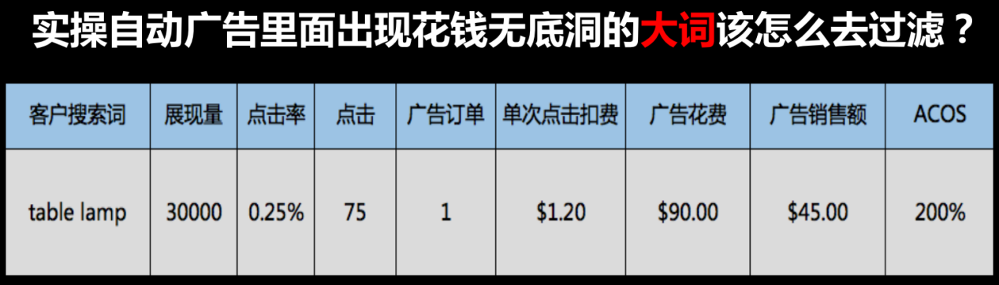 实操自动广告里面出现花钱无底洞的大词该怎么去过滤？
客户搜索词 展现量 点击率 点击 广告订单 单次点击扣费 广告花费 广告销售额 ACOS
table lamp 30000 0.25% 75 1 $1.20 $90.00 $45.00 200%